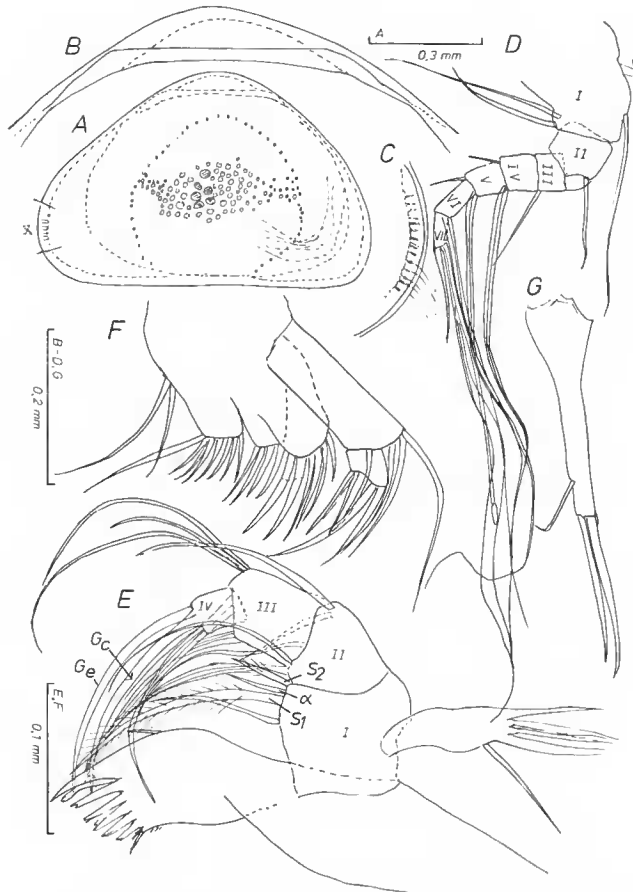 B
A
0,3 mm
D
A
I
C
II
III
IV
V
VI
VII
F
G
B-D,G
0,2 mm
E
IV
III
II
Gc
Ge
S2
α
S1
I
E,F
0,1 mm